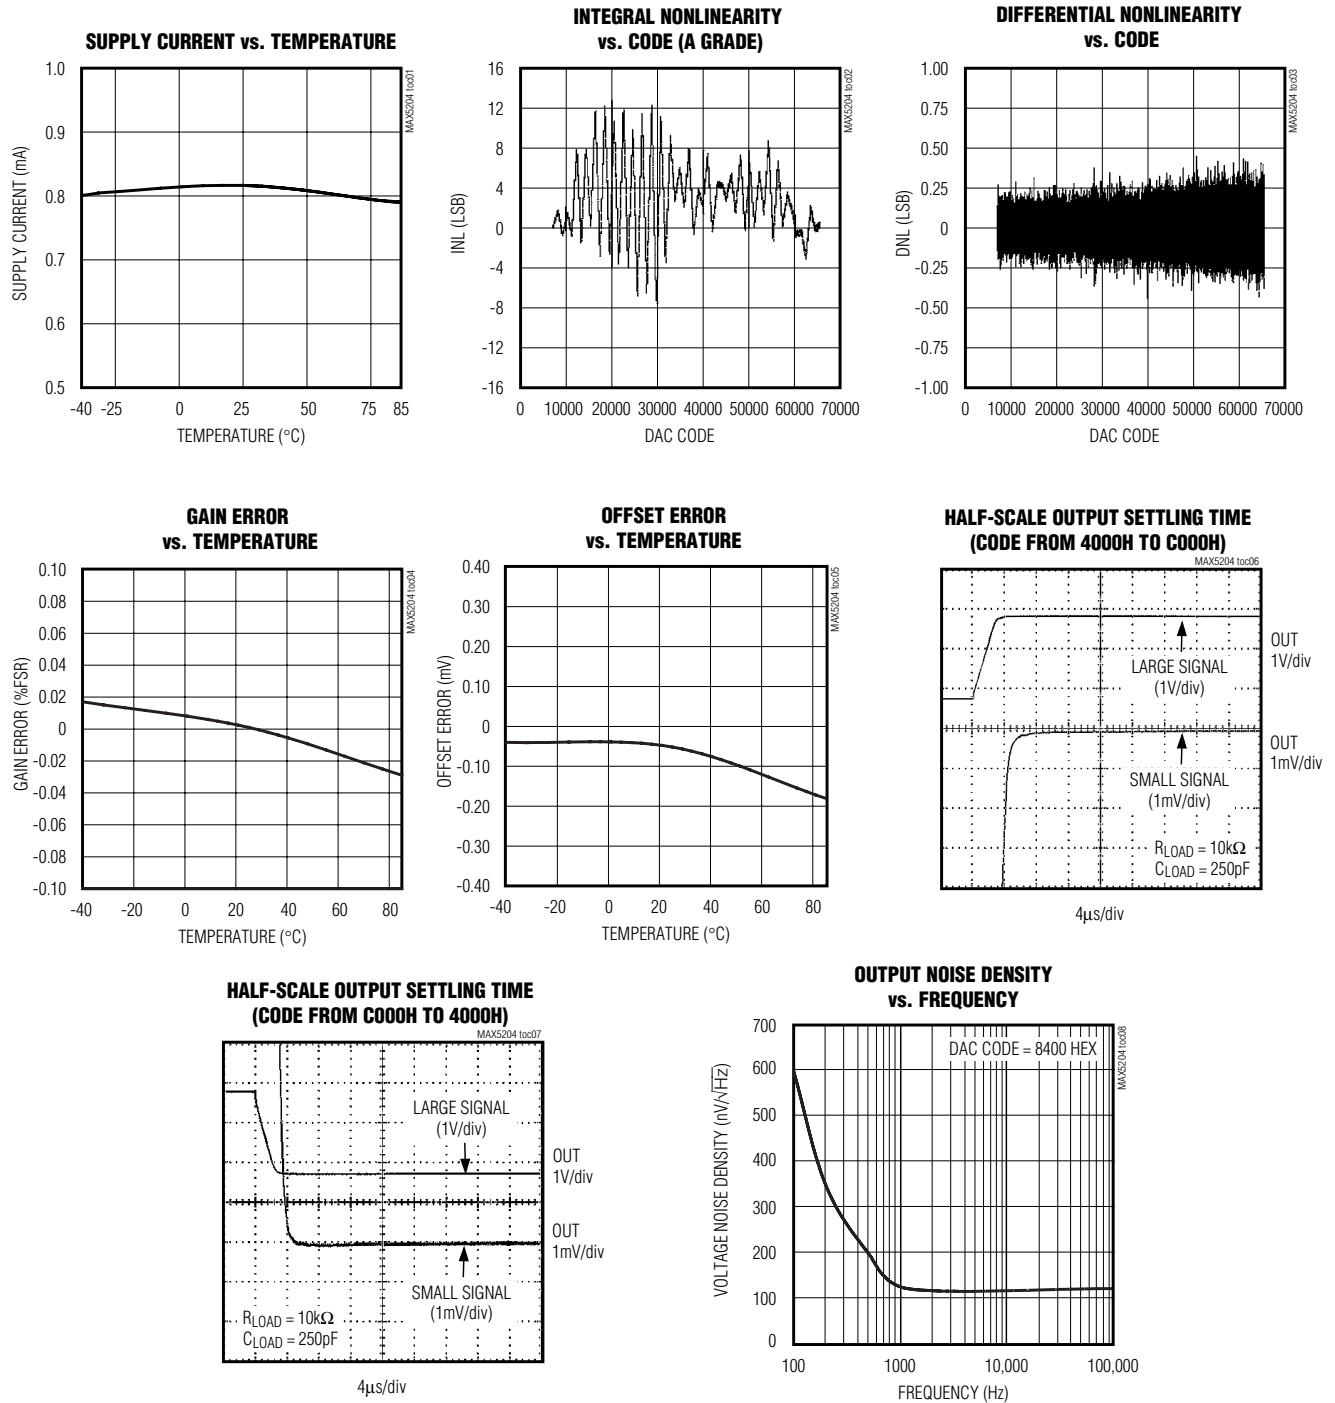 SUPPLY CURRENT vs. TEMPERATURE
MAX5204 toc01
SUPPLY CURRENT (mA)
1.0
0.9
0.8
0.7
0.6
0.5
-40 -25 0 25 50 75 85
TEMPERATURE (°C)
INTEGRAL NONLINEARITY
vs. CODE (A GRADE)
MAX5204 toc02
INL (LSB)
16
12
8
4
0
-4
-8
-12
-16
0 10000 20000 30000 40000 50000 60000 70000
DAC CODE
DIFFERENTIAL NONLINEARITY
vs. CODE
MAX5204 toc03
DNL (LSB)
1.00
0.75
0.50
0.25
0
-0.25
-0.50
-0.75
-1.00
0 10000 20000 30000 40000 50000 60000 70000
DAC CODE
GAIN ERROR
vs. TEMPERATURE
MAX5204 toc04
GAIN ERROR (%FSR)
0.10
0.08
0.06
0.04
0.02
0
-0.02
-0.04
-0.06
-0.08
-0.10
-40 -20 0 20 40 60 80
TEMPERATURE (°C)
OFFSET ERROR
vs. TEMPERATURE
MAX5204 toc05
OFFSET ERROR (mV)
0.40
0.30
0.20
0.10
0
-0.10
-0.20
-0.30
-0.40
-40 -20 0 20 40 60 80
TEMPERATURE (°C)
HALF-SCALE OUTPUT SETTLING TIME
(CODE FROM 4000H TO C000H)
MAX5204 toc06
OUT
1V/div
LARGE SIGNAL
(1V/div)
OUT
1mV/div
SMALL SIGNAL
(1mV/div)
RLOAD = 10kΩ
CLOAD = 250pF
4μs/div
HALF-SCALE OUTPUT SETTLING TIME
(CODE FROM C000H TO 4000H)
MAX5204 toc07
LARGE SIGNAL
(1V/div)
OUT
1V/div
OUT
1mV/div
SMALL SIGNAL
(1mV/div)
RLOAD = 10kΩ
CLOAD = 250pF
4μs/div
OUTPUT NOISE DENSITY
vs. FREQUENCY
MAX5204 toc08
DAC CODE = 8400 HEX
VOLTAGE NOISE DENSITY (nV/√Hz)
700
600
500
400
300
200
100
0
100 1000 10,000 100,000
FREQUENCY (Hz)